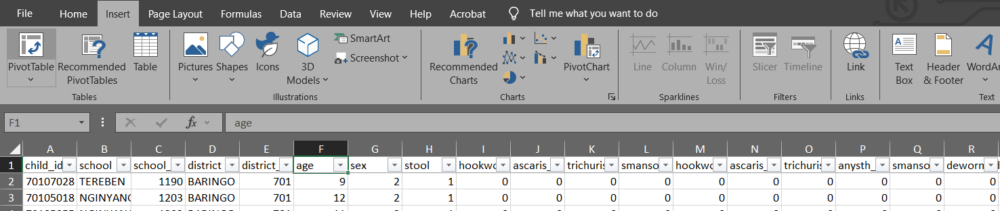 File Insert Page Layout Formulas Data Review View Help Acrobat Tell me what you want to do
PivotTable Recommended PivotTables Table
Tables
Pictures Shapes Icons 3D Models SmartArt Screenshot
Illustrations
Recommended Charts PivotChart
Charts
Line Column Win/Loss
Sparklines
Slicer Timeline
Filters
Link
Links
Text Box Header & Footer WordAr
Text
F1 fx age
A B C D E F G H I J K L M N O P Q R
1 child_id school school_ district district_ age sex stool hookwo ascaris_ trichuris manso hookwo ascaris_ trichuris anysth_ smanso deworm
2 70107028 TEREBEN 1190 BARINGO 701 9 2 1 0 0 0 0 0 0 0 0 0 0
3 70105018 NGINYANG 1203 BARINGO 701 12 2 1 0 0 0 0 0 0 0 0 0 0